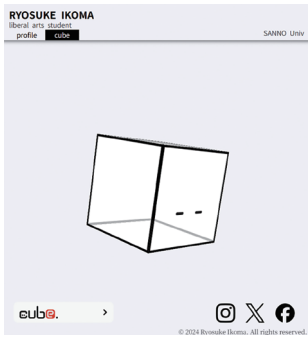 RYOSUKE IKOMA
liberal arts student
profile cube
SANNO Univ
cube.
© 2024 Ryosuke Ikoma. All rights reserved.